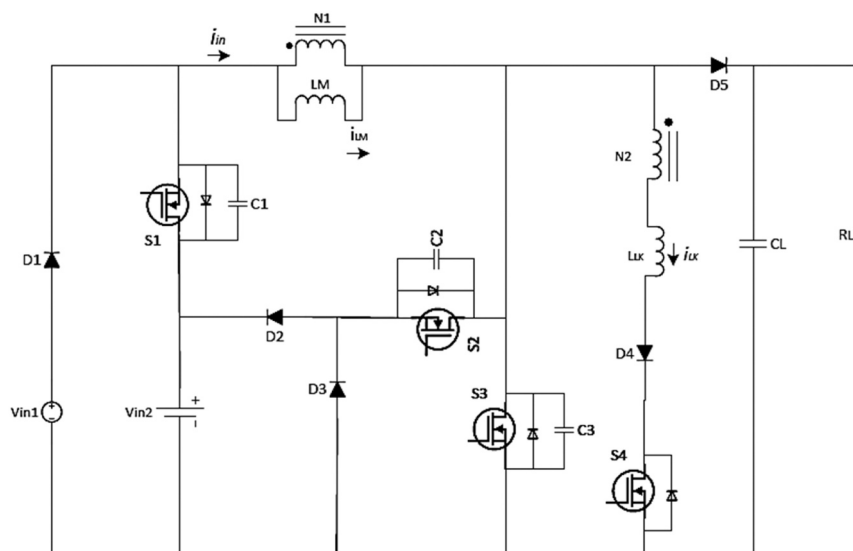 N1
iin
LM
iLM
D5
N2
C1
S1
C2
LLK
iLK
CL
RL
D1
D2
S2
D4
D3
S3
Vin1
Vin2
+
-
C3
S4